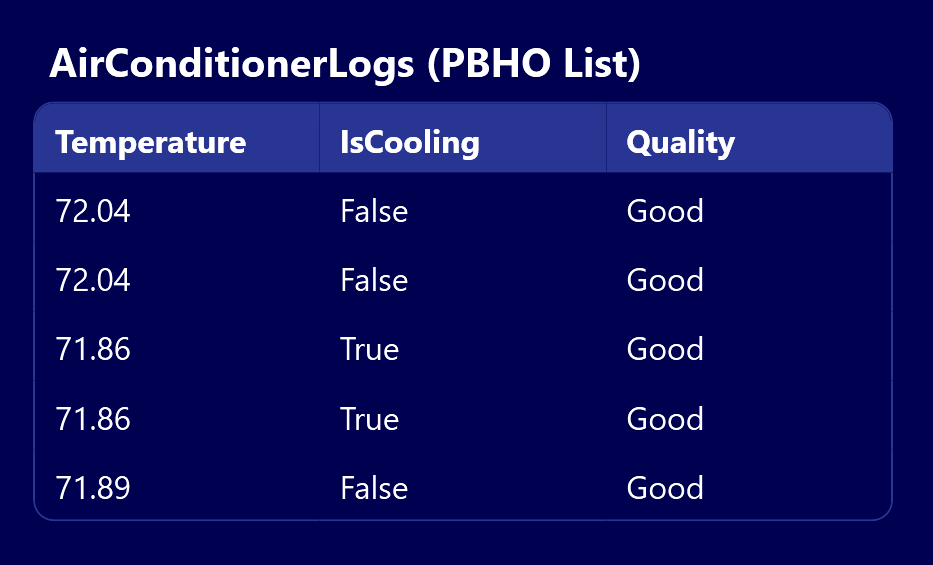 AirConditionerLogs (PBHO List)
Temperature IsCooling Quality
72.04 False Good
72.04 False Good
71.86 True Good
71.86 True Good
71.89 False Good